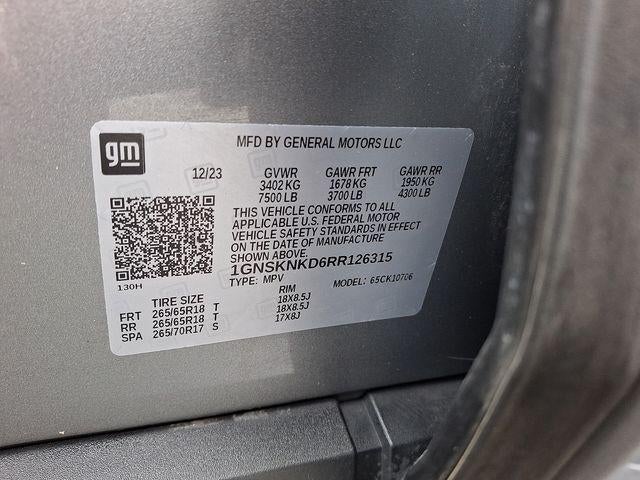 gm
MFD BY GENERAL MOTORS LLC
12/23 GVWR GAWR FRT GAWR RR
3402 KG 1678 KG 1950 KG
7500 LB 3700 LB 4300 LB
THIS VEHICLE CONFORMS TO ALL
APPLICABLE U.S. FEDERAL MOTOR
VEHICLE SAFETY STANDARDS IN EFFECT
ON THE DATE OF MANUFACTURE
SHOWN ABOVE.
1GNSKNKD6RR126315
130H TYPE: MPV MODEL: 65CK10706
TIRE SIZE RIM
FRT 265/65R18 T 18X8.5J
RR 265/65R18 T 18X8.5J
SPA 265/70R17 S 17X8J